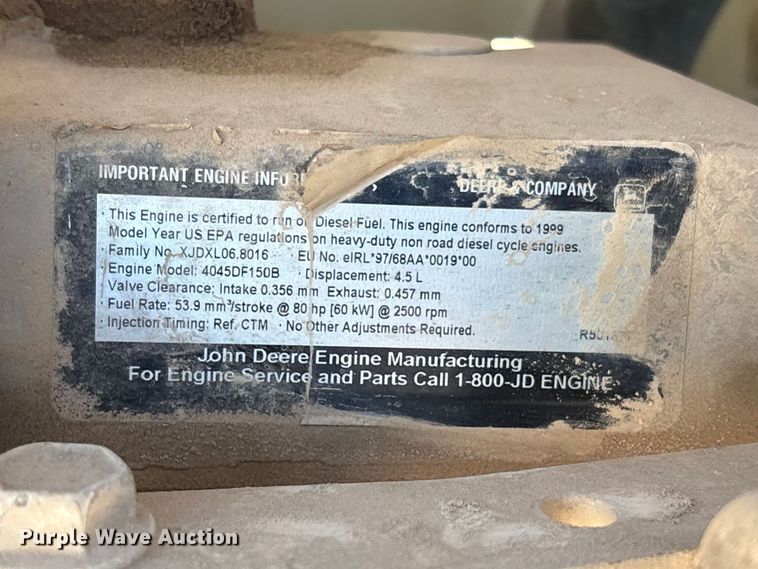 IMPORTANT ENGINE INFOR DEERE & COMPANY
· This Engine is certified to run on Diesel Fuel. This engine conforms to 1999
Model Year US EPA regulations on heavy-duty non road diesel cycle engines.
· Family No. XJDXL06.8016 · EU No. eIRL*97/68AA*0019*00
· Engine Model: 4045DF150B · Displacement: 4.5 L
Valve Clearance: Intake 0.356 mm Exhaust: 0.457 mm
· Fuel Rate: 53.9 mm³/stroke @ 80 hp [60 kW] @ 2500 rpm
· Injection Timing: Ref. CTM · No Other Adjustments Required.
John Deere Engine Manufacturing
For Engine Service and Parts Call 1-800-JD ENGINE
Purple Wave Auction